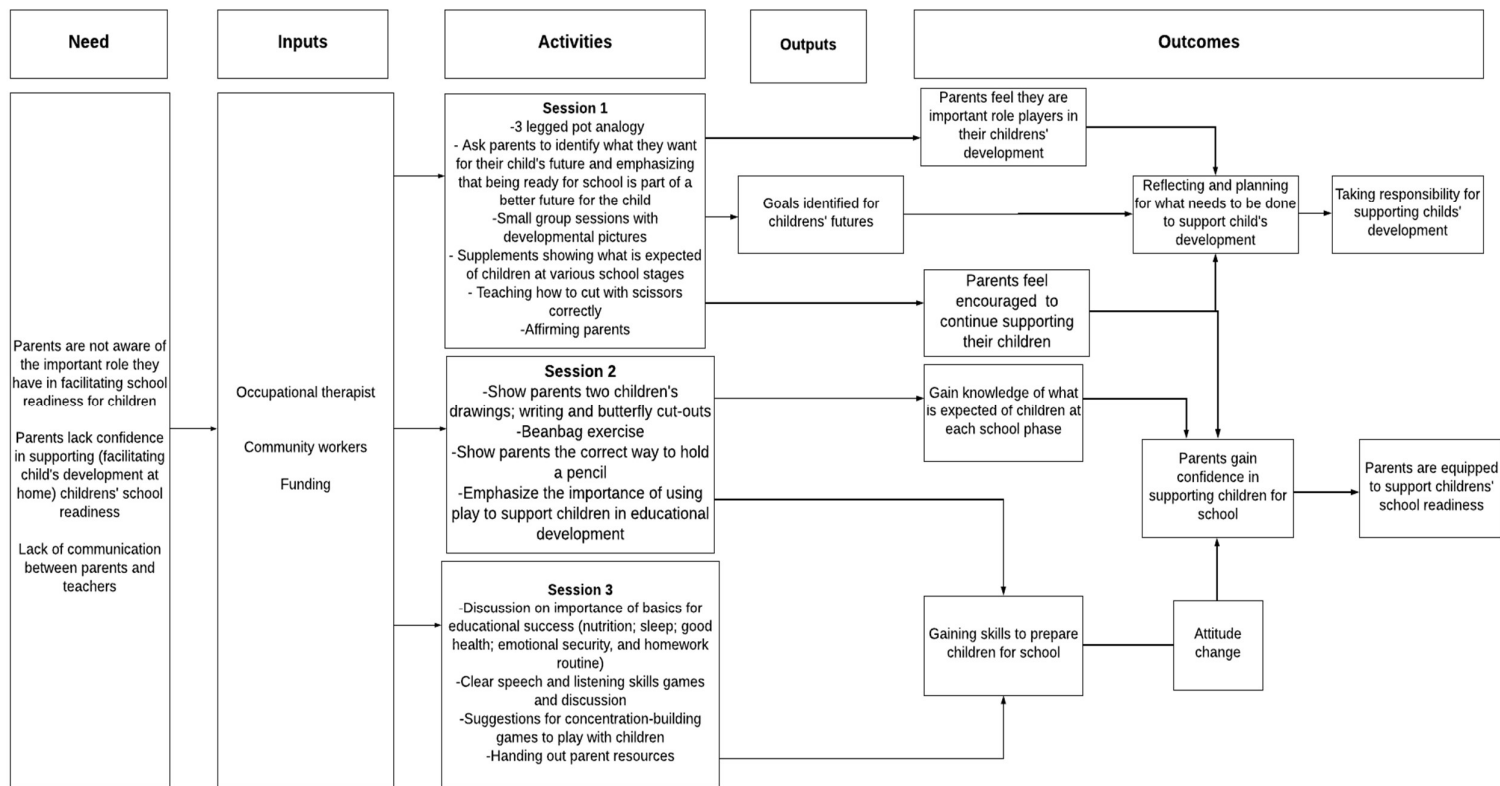 Need
Inputs
Activities
Outputs
Outcomes
Parents are not aware of
the important role they
have in facilitating school
readiness for children
Parents lack confidence
in supporting (facilitating
child's development at
home) childrens' school
readiness
Lack of communication
between parents and
teachers
Occupational therapist
Community workers
Funding
Session 1
-3 legged pot analogy
- Ask parents to identify what they want
for their child's future and emphasizing
that being ready for school is part of a
better future for the child
-Small group sessions with
developmental pictures
- Supplements showing what is expected
of children at various school stages
- Teaching how to cut with scissors
correctly
-Affirming parents
Session 2
-Show parents two children's
drawings; writing and butterfly cut-outs
-Beanbag exercise
-Show parents the correct way to hold
a pencil
-Emphasize the importance of using
play to support children in educational
development
Session 3
-Discussion on importance of basics for
educational success (nutrition; sleep; good
health; emotional security, and homework
routine)
-Clear speech and listening skills games
and discussion
-Suggestions for concentration-building
games to play with children
-Handing out parent resources
Goals identified for
childrens' futures
Parents feel they are
important role players in
their childrens'
development
Parents feel
encouraged to
continue supporting
their children
Gain knowledge of what
is expected of children at
each school phase
Gaining skills to prepare
children for school
Reflecting and planning
for what needs to be done
to support child's
development
Taking responsibility for
supporting childs'
development
Parents gain
confidence in
supporting children for
school
Parents are equipped
to support childrens'
school readiness
Attitude
change